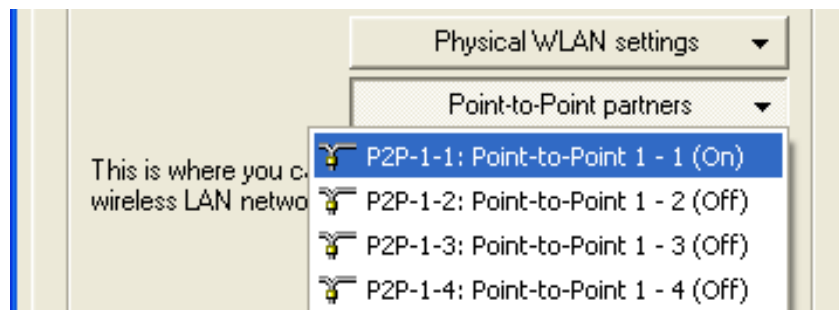 Physical WLAN settings
Point-to-Point partners
P2P-1-1: Point-to-Point 1 - 1 (On)
This is where you
wireless LAN
P2P-1-2: Point-to-Point 1 - 2 (Off)
P2P-1-3: Point-to-Point 1 - 3 (Off)
P2P-1-4: Point-to-Point 1 - 4 (Off)